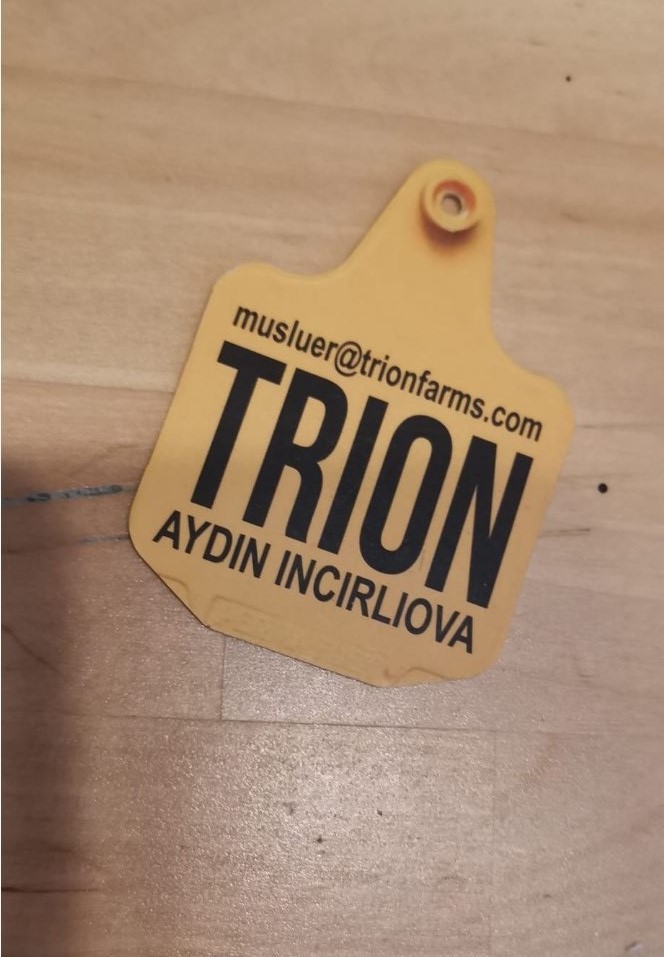 musluer@trionfarms.com
TRION
AYDIN INCIRLIOVA